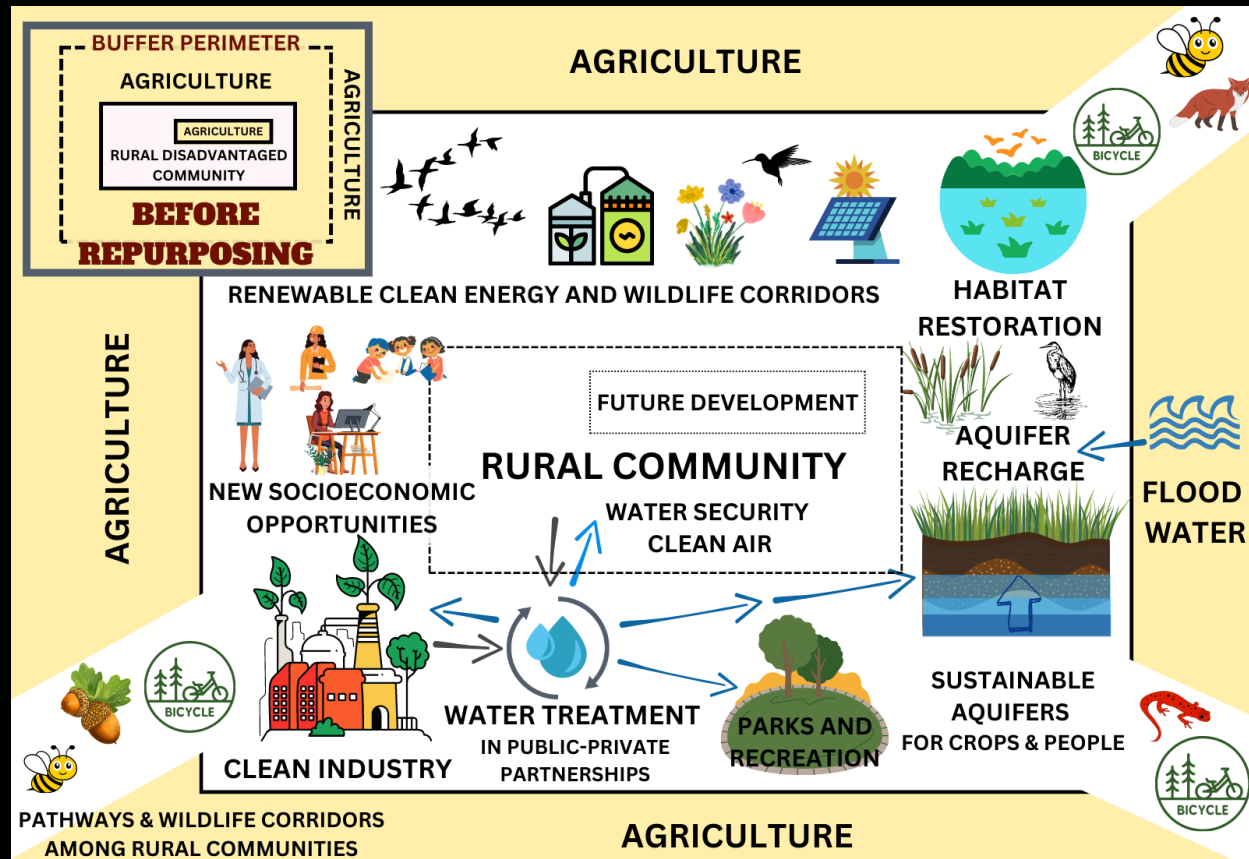 BUFFER PERIMETER
AGRICULTURE
AGRICULTURE
AGRICULTURE
RURAL DISADVANTAGED
COMMUNITY
BEFORE
REPURPOSING
AGRICULTURE
BICYCLE
RENEWABLE CLEAN ENERGY AND WILDLIFE CORRIDORS
HABITAT
RESTORATION
AGRICULTURE
FUTURE DEVELOPMENT
RURAL COMMUNITY
WATER SECURITY
CLEAN AIR
NEW SOCIOECONOMIC
OPPORTUNITIES
AQUIFER
RECHARGE
FLOOD
WATER
BICYCLE
CLEAN INDUSTRY
WATER TREATMENT
IN PUBLIC-PRIVATE
PARTNERSHIPS
PARKS AND
RECREATION
SUSTAINABLE
AQUIFERS
FOR CROPS & PEOPLE
BICYCLE
PATHWAYS & WILDLIFE CORRIDORS
AMONG RURAL COMMUNITIES
AGRICULTURE